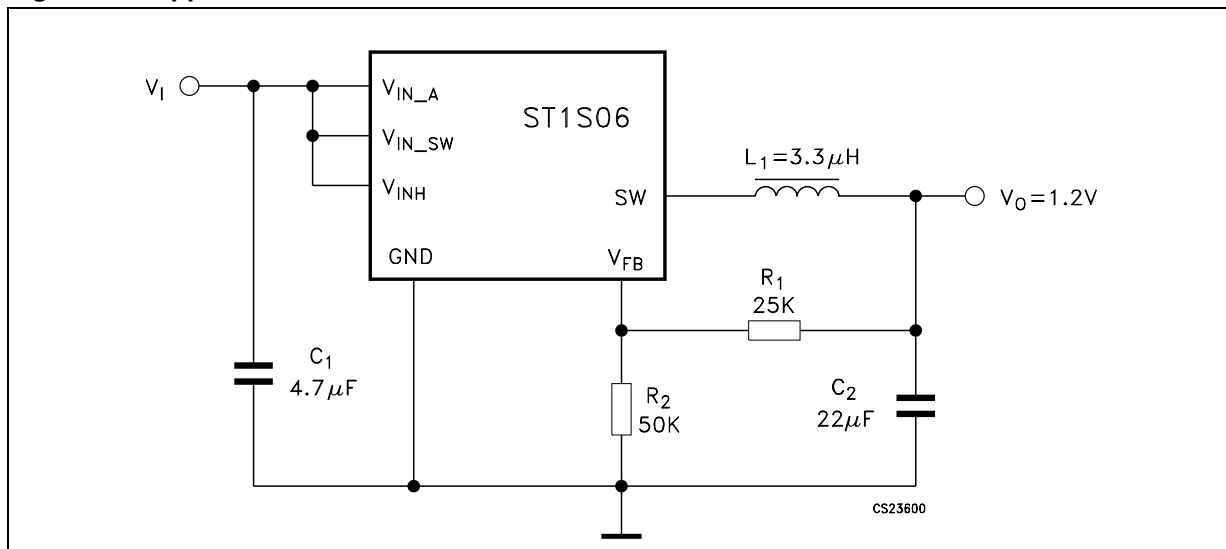 V_I
V_IN_A
V_IN_SW
V_INH
ST1S06
SW
GND
V_FB
L_1=3.3μH
V_O=1.2V
R_1
25K
C_1
4.7μF
R_2
50K
C_2
22μF
CS23600